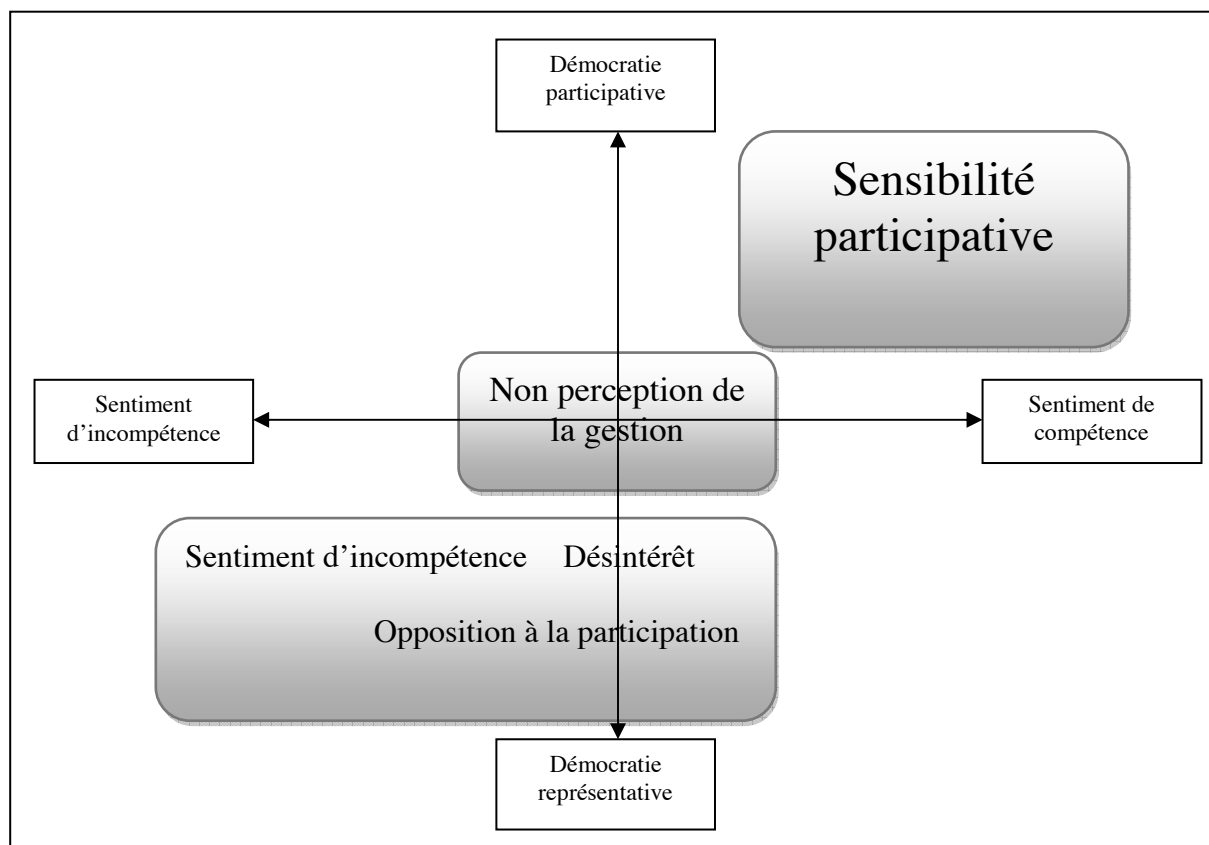 Démocratie
participative
Sensibilité
participative
Non perception de
la gestion
Sentiment
d’incompétence
Sentiment de
compétence
Sentiment d’incompétence Désintérêt
Opposition à la participation
Démocratie
représentative